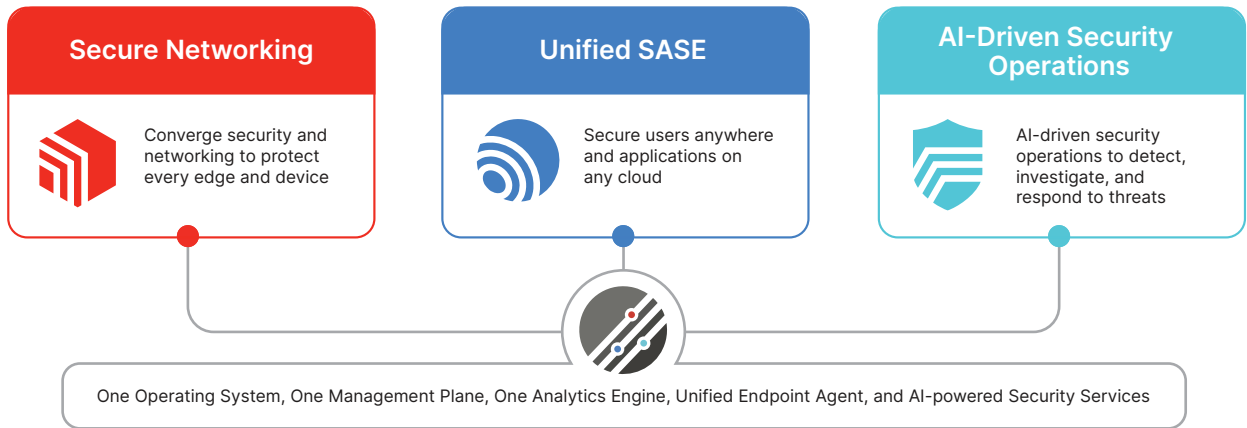 Secure Networking
Converge security and
networking to protect
every edge and device
Unified SASE
Secure users anywhere
and applications on
any cloud
AI-Driven Security
Operations
AI-driven security
operations to detect,
investigate, and
respond to threats
One Operating System, One Management Plane, One Analytics Engine, Unified Endpoint Agent, and AI-powered Security Services